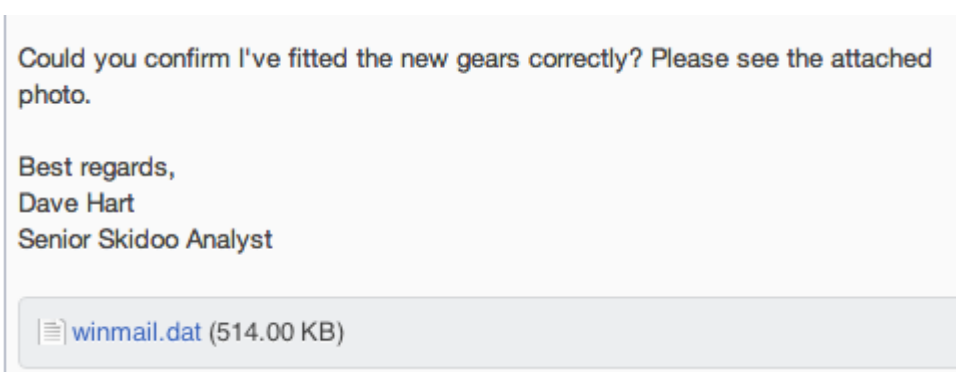 Could you confirm I've fitted the new gears correctly? Please see the attached
photo.
Best regards,
Dave Hart
Senior Skidoo Analyst
winmail.dat (514.00 KB)